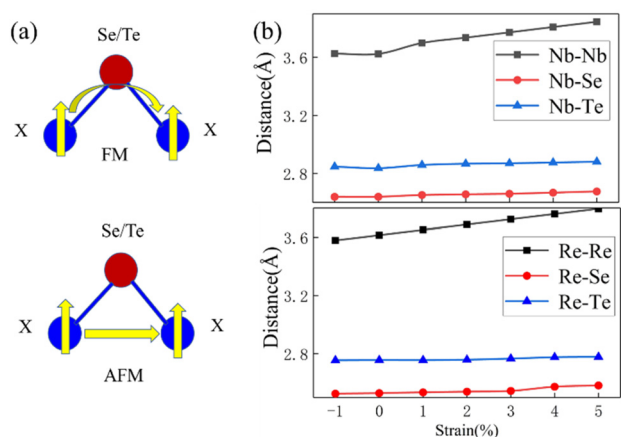 (a)
Se/Te
X X
FM
Se/Te
X X
AFM
(b)
Distance(Å)
3.6
3.2
2.8
Nb-Nb
Nb-Se
Nb-Te
Distance(Å)
3.6
3.2
2.8
Re-Re
Re-Se
Re-Te
-1 0 1 2 3 4 5
Strain(%)